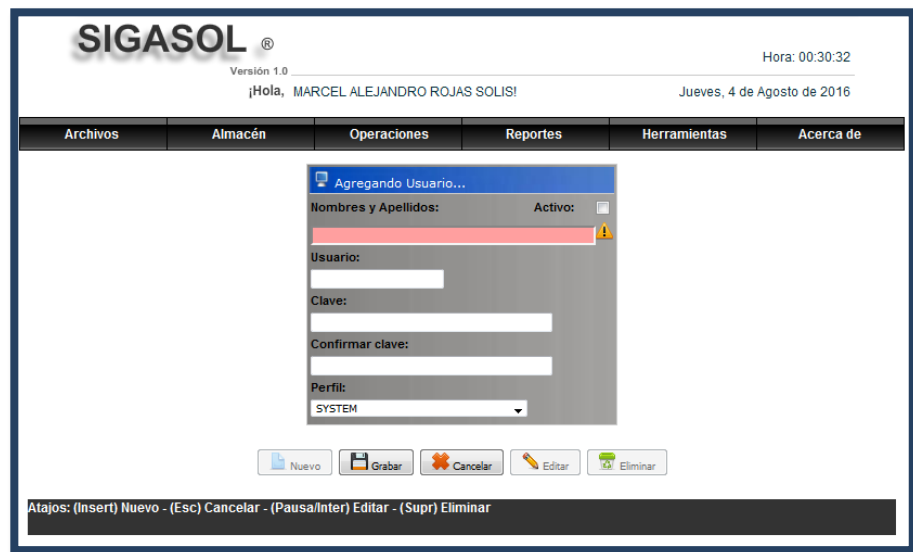 SIGASOL ®
Versión 1.0
Hora: 00:30:32
¡Hola, MARCEL ALEJANDRO ROJAS SOLIS!
Jueves, 4 de Agosto de 2016
Archivos Almacén Operaciones Reportes Herramientas Acerca de
Agregando Usuario...
Nombres y Apellidos: Activo:
Usuario:
Clave:
Confirmar clave:
Perfil:
SYSTEM
Nuevo Grabar Cancelar Editar Eliminar
Atajos: (Insert) Nuevo - (Esc) Cancelar - (Pausa/Inter) Editar - (Supr) Eliminar